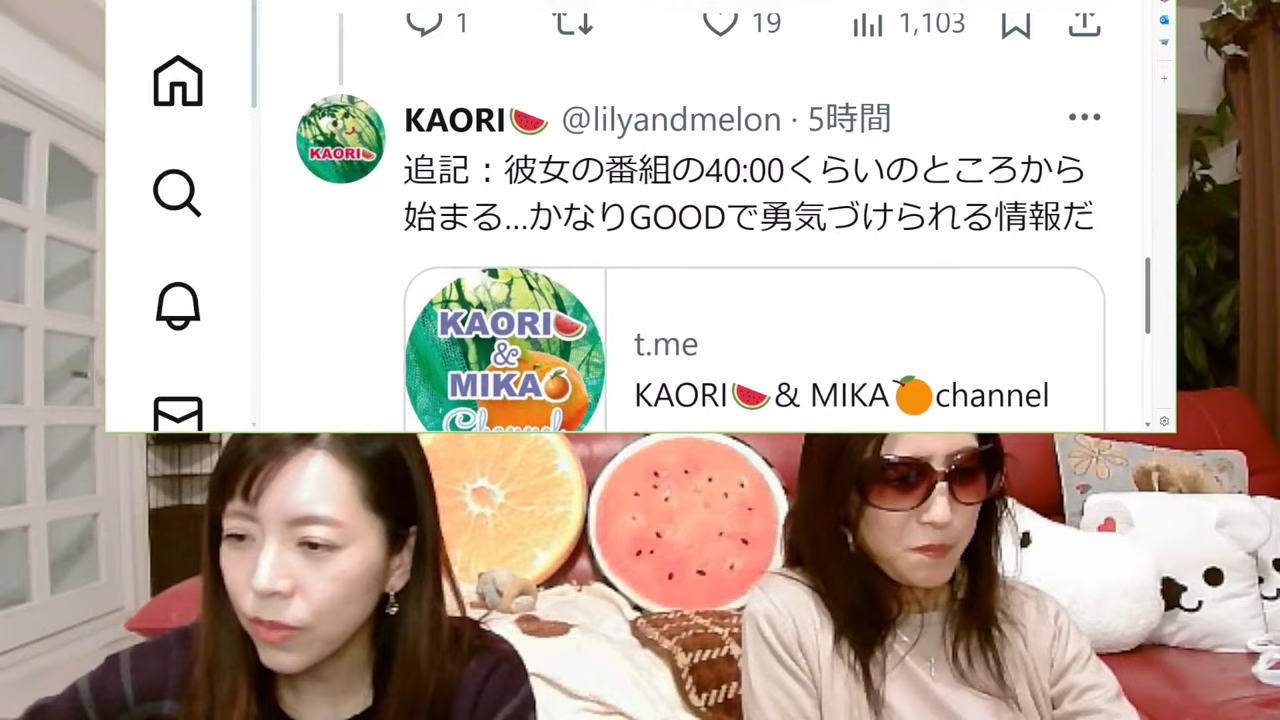 1 19 1,103
KAORI🍉 @lilyandmelon · 5時間
KAORI🍉
追記：彼女の番組の40:00くらいのところから
始まる...かなりGOODで勇気づけられる情報だ
KAORI🍉
&
MIKA🍊
Channel
t.me
KAORI🍉& MIKA🍊channel